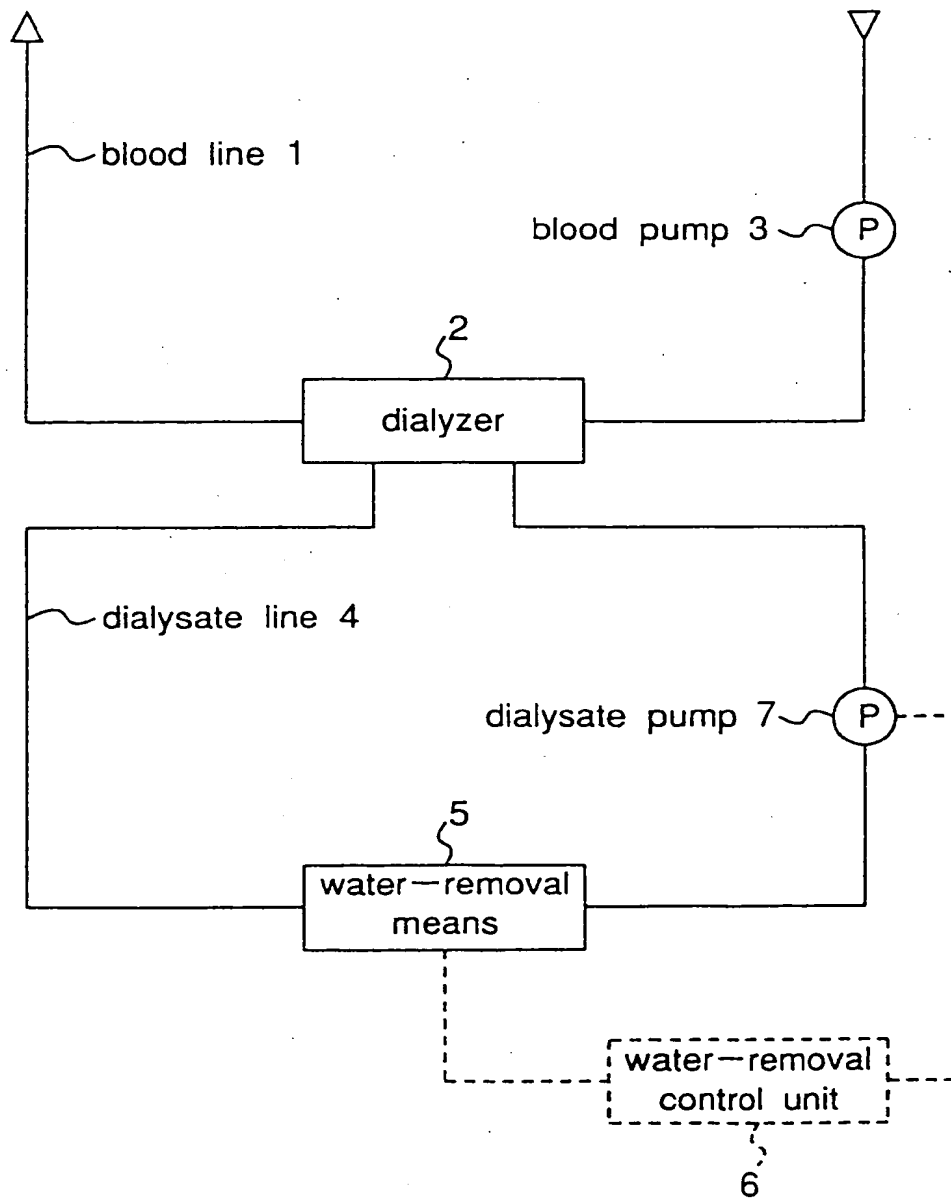 blood line 1
blood pump 3
P
2
dialyzer
dialysate line 4
dialysate pump 7
P
5
water—removal
means
water—removal
control unit
6